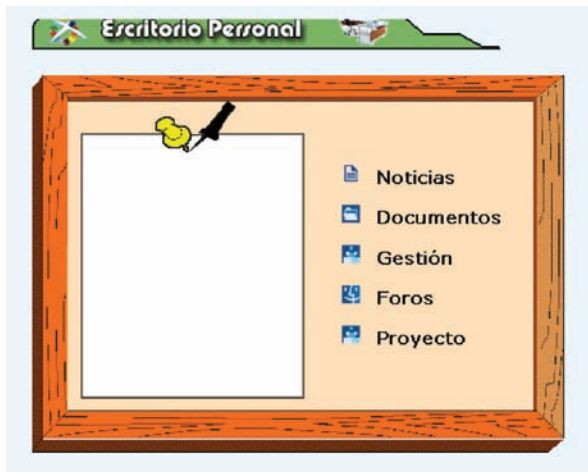 Escritorio Personal
Noticias
Documentos
Gestión
Foros
Proyecto